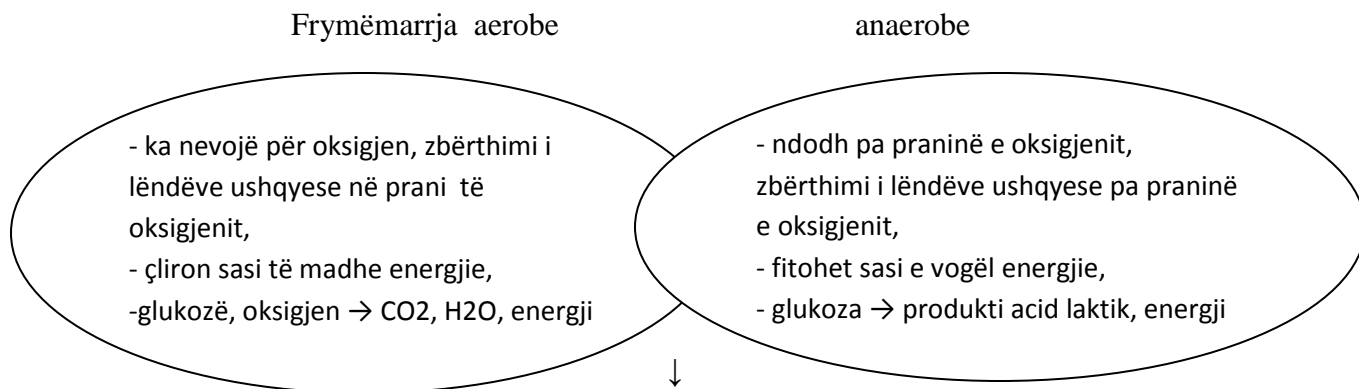 Frymëmarrja aerobe
anaerobe
- ka nevojë për oksigjen, zbërthimi i
lëndëve ushqyese në prani të
oksigjenit,
- çliron sasi të madhe energjie,
-glukozë, oksigjen → CO2, H2O, energji
- ndodh pa praninë e oksigjenit,
zbërthimi i lëndëve ushqyese pa praninë
e oksigjenit,
- fitohet sasi e vogël energjie,
- glukoza → produkti acid laktik, energji
↓